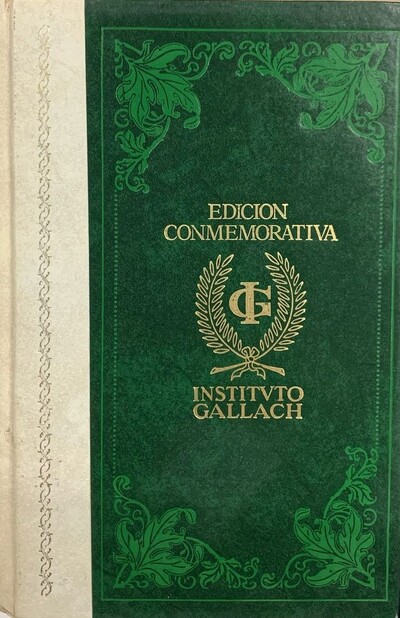 EDICION
CONMEMORATIVA
IG
INSTITVTO
GALLACH